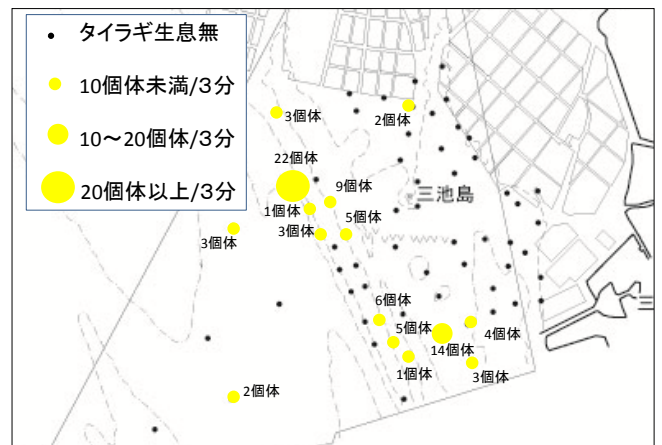 タイラギ生息無
10個体未満/3分
10～20個体/3分
20個体以上/3分
3個体
2個体
22個体
9個体
1個体
三池島
3個体
5個体
3個体
6個体
5個体
14個体
4個体
1個体
3個体
2個体
三